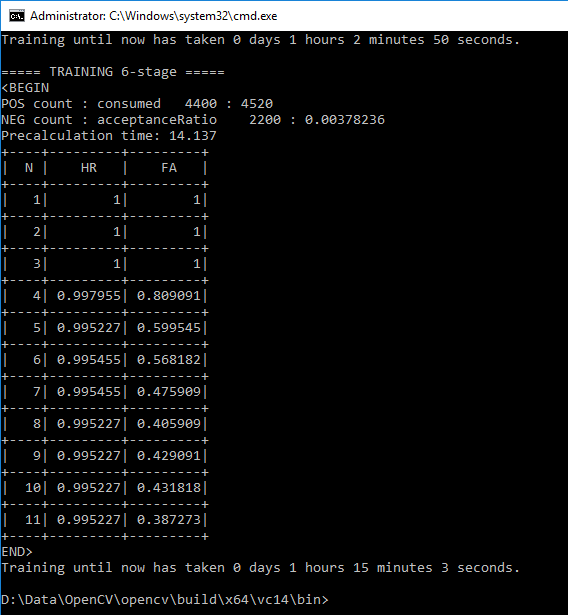 Administrator: C:\Windows\system32\cmd.exe
Training until now has taken 0 days 1 hours 2 minutes 50 seconds.

===== TRAINING 6-stage =====
<BEGIN
POS count : consumed   4400 : 4520
NEG count : acceptanceRatio    2200 : 0.00378236
Precalculation time: 14.137
+----+---------+---------+
|  N |    HR   |    FA   |
+----+---------+---------+
|   1|        1|        1|
+----+---------+---------+
|   2|        1|        1|
+----+---------+---------+
|   3|        1|        1|
+----+---------+---------+
|   4| 0.997955| 0.809091|
+----+---------+---------+
|   5| 0.995227| 0.599545|
+----+---------+---------+
|   6| 0.995455| 0.568182|
+----+---------+---------+
|   7| 0.995455| 0.475909|
+----+---------+---------+
|   8| 0.995227| 0.405909|
+----+---------+---------+
|   9| 0.995227| 0.429091|
+----+---------+---------+
|  10| 0.995227| 0.431818|
+----+---------+---------+
|  11| 0.995227| 0.387273|
+----+---------+---------+
END>
Training until now has taken 0 days 1 hours 15 minutes 3 seconds.

D:\Data\OpenCV\opencv\build\x64\vc14\bin>